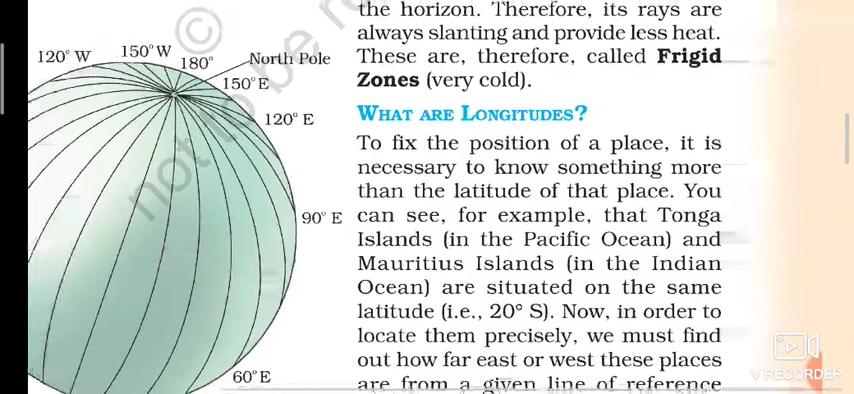 120° W
150° W
180°
North Pole
150° E
120° E
90° E
60° E
©
not to be re
the horizon. Therefore, its rays are
always slanting and provide less heat.
These are, therefore, called Frigid
Zones (very cold).
WHAT ARE LONGITUDES?
To fix the position of a place, it is
necessary to know something more
than the latitude of that place. You
can see, for example, that Tonga
Islands (in the Pacific Ocean) and
Mauritius Islands (in the Indian
Ocean) are situated on the same
latitude (i.e., 20° S). Now, in order to
locate them precisely, we must find
out how far east or west these places
are from a given line of reference
V RECORDER